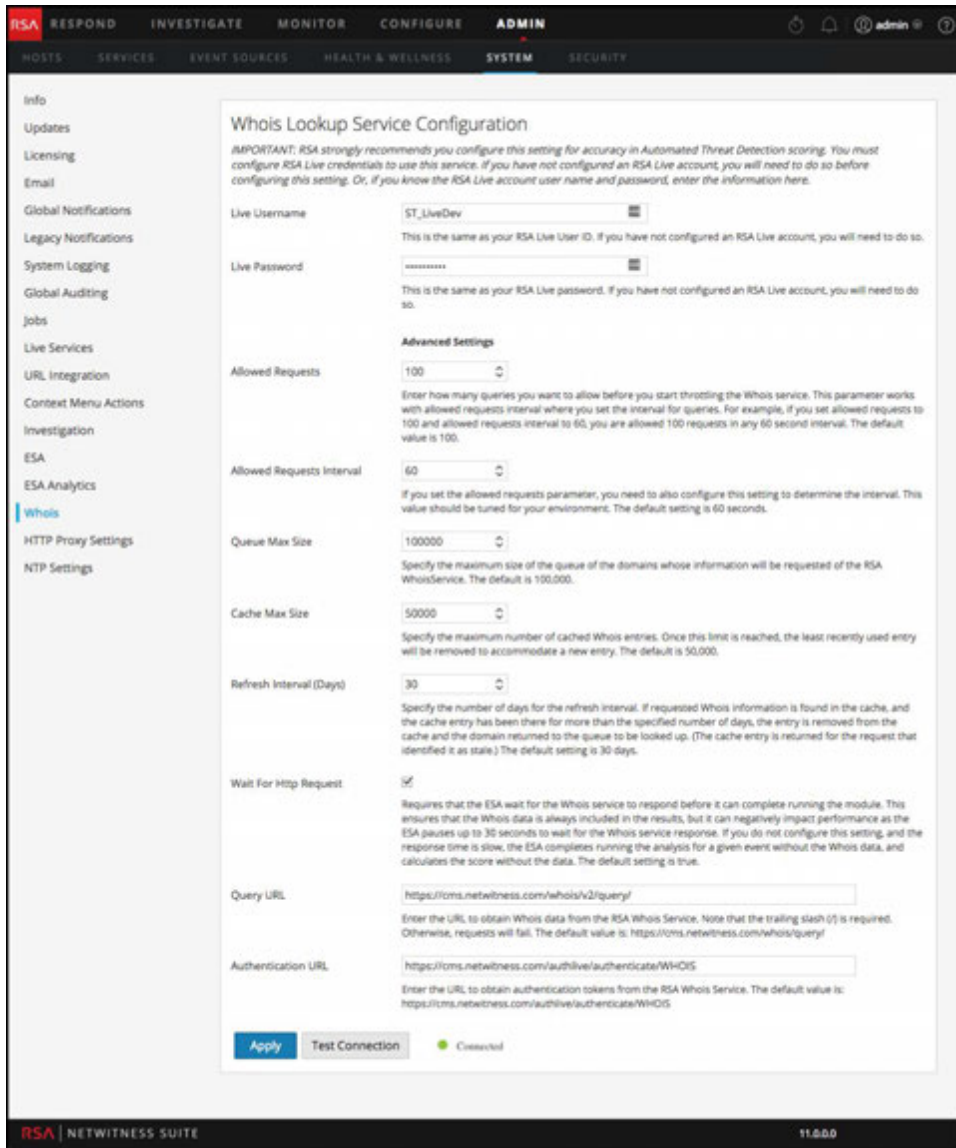 RSA RESPOND INVESTIGATE MONITOR CONFIGURE ADMIN admin
HOSTS SERVICES EVENT SOURCES HEALTH & WELLNESS SYSTEM SECURITY
Info
Updates
Licensing
Email
Global Notifications
Legacy Notifications
System Logging
Global Auditing
Jobs
Live Services
URL Integration
Context Menu Actions
Investigation
ESA
ESA Analytics
Whois
HTTP Proxy Settings
NTP Settings
Whois Lookup Service Configuration
IMPORTANT: RSA strongly recommends you configure this setting for accuracy in Automated Threat Detection scoring. You must
configure RSA Live credentials to use this service. If you have not configured an RSA Live account, you will need to do so before
configuring this setting. Or, if you know the RSA Live account user name and password, enter the information here.
Live Username ST_LiveDev
This is the same as your RSA Live User ID. If you have not configured an RSA Live account, you will need to do so.
Live Password ••••••••••
This is the same as your RSA Live password. If you have not configured an RSA Live account, you will need to do
so.
Advanced Settings
Allowed Requests 100
Enter how many queries you want to allow before you start throttling the Whois service. This parameter works
with allowed requests interval where you set the interval for queries. For example, if you set allowed requests to
100 and allowed requests interval to 60, you are allowed 100 requests in any 60 second interval. The default
value is 100.
Allowed Requests Interval 60
If you set the allowed requests parameter, you need to also configure this setting to determine the interval. This
value should be tuned for your environment. The default setting is 60 seconds.
Queue Max Size 100000
Specify the maximum size of the queue of the domains whose information will be requested of the RSA
WhoisService. The default is 100,000.
Cache Max Size 50000
Specify the maximum number of cached Whois entries. Once this limit is reached, the least recently used entry
will be removed to accommodate a new entry. The default is 50,000.
Refresh Interval (Days) 30
Specify the number of days for the refresh interval. If requested Whois information is found in the cache, and
the cache entry has been there for more than the specified number of days, the entry is removed from the
cache and the domain returned to the queue to be looked up. (The cache entry is returned for the request that
identified it as stale.) The default setting is 30 days.
Wait For Http Request
Requires that the ESA wait for the Whois service to respond before it can complete running the module. This
ensures that the Whois data is always included in the results, but it can negatively impact performance as the
ESA pauses up to 30 seconds to wait for the Whois service response. If you do not configure this setting, and the
response time is slow, the ESA completes running the analysis for a given event without the Whois data, and
calculates the score without the data. The default setting is true.
Query URL https://cms.netwitness.com/whois/v2/query/
Enter the URL to obtain Whois data from the RSA Whois Service. Note that the trailing slash (/) is required.
Otherwise, requests will fail. The default value is: https://cms.netwitness.com/whois/query/
Authentication URL https://cms.netwitness.com/authlive/authenticate/WHOIS
Enter the URL to obtain authentication tokens from the RSA Whois Service. The default value is:
https://cms.netwitness.com/authlive/authenticate/WHOIS
Apply Test Connection Connected
RSA NETWITNESS SUITE 11.0.0.0